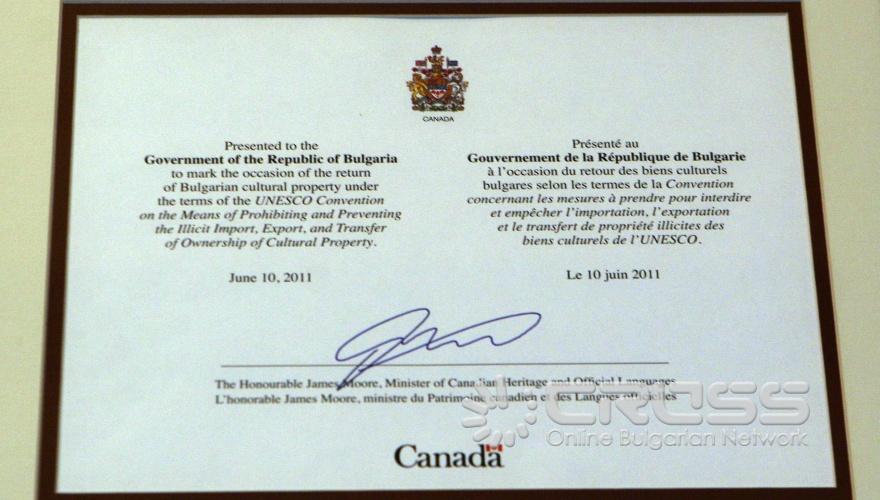 CANADA
Presented to the
Government of the Republic of Bulgaria
to mark the occasion of the return
of Bulgarian cultural property under
the terms of the UNESCO Convention
on the Means of Prohibiting and Preventing
the Illicit Import, Export, and Transfer
of Ownership of Cultural Property.
June 10, 2011
Présenté au
Gouvernement de la République de Bulgarie
à l'occasion du retour des biens culturels
bulgares selon les termes de la Convention
concernant les mesures à prendre pour interdire
et empêcher l'importation, l'exportation
et le transfert de propriété illicites des
biens culturels de l'UNESCO.
Le 10 juin 2011
The Honourable James Moore, Minister of Canadian Heritage and Official Languages
L'honorable James Moore, ministre du Patrimoine canadien et des Langues officielles
Canada
CROSS
Online Bulgarian Network